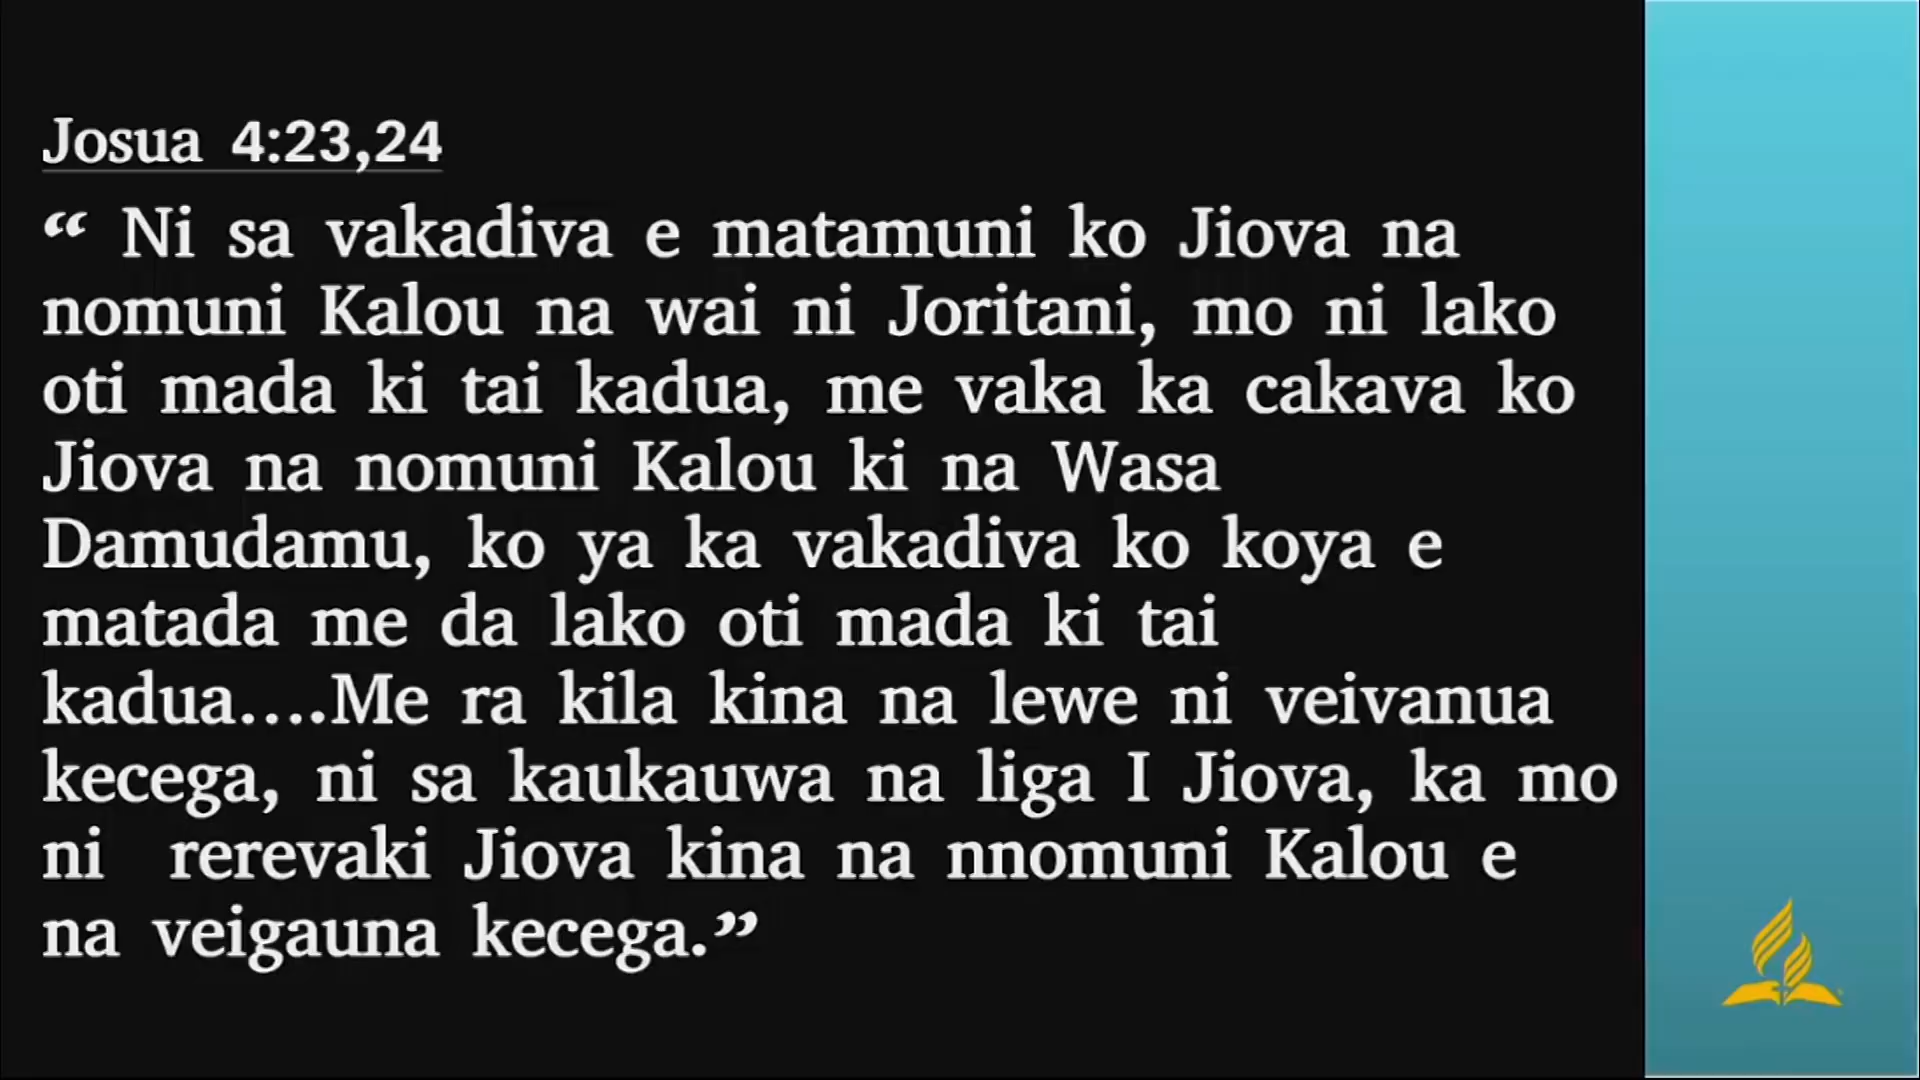 Josua 4:23,24
“ Ni sa vakadiva e matamuni ko Jiova na
nomuni Kalou na wai ni Joritani, mo ni lako
oti mada ki tai kadua, me vaka ka cakava ko
Jiova na nomuni Kalou ki na Wasa
Damudamu, ko ya ka vakadiva ko koya e
matada me da lako oti mada ki tai
kadua….Me ra kila kina na lewe ni veivanua
kecega, ni sa kaukauwa na liga I Jiova, ka mo
ni rerevaki Jiova kina na nnomuni Kalou e
na veigauna kecega.”